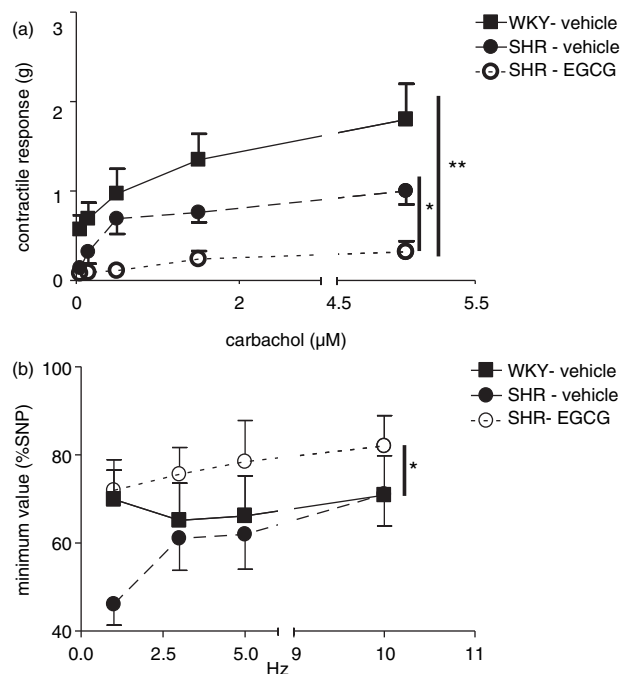 (a)
3
2
1
0
contractile response (g)
0
2
4.5
5.5
carbachol (µM)
WKY- vehicle
SHR - vehicle
SHR - EGCG
**
*
(b)
100
80
60
40
minimum value (%SNP)
0.0
2.5
5.0
9
10
11
Hz
WKY- vehicle
SHR - vehicle
SHR- EGCG
*